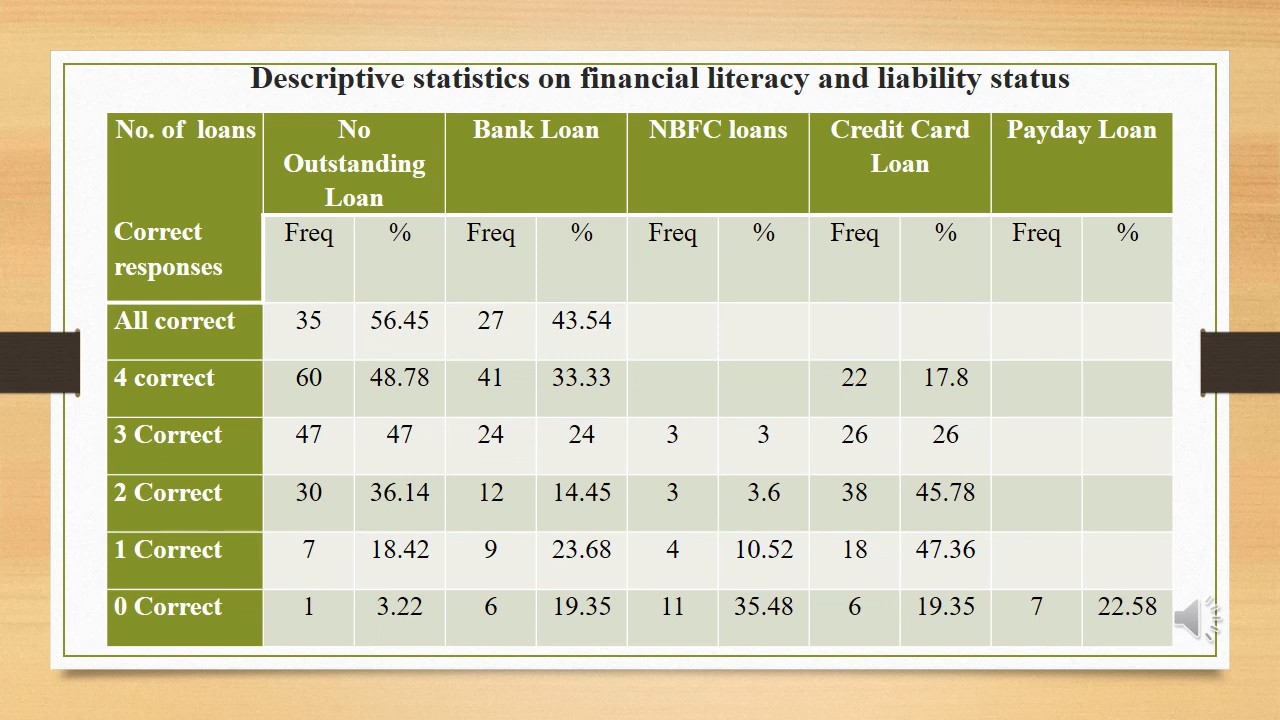 Descriptive statistics on financial literacy and liability status
No. of loans No Bank Loan NBFC loans Credit Card Payday Loan
Outstanding Loan
Loan
Correct Freq % Freq % Freq % Freq % Freq %
responses
All correct 35 56.45 27 43.54
4 correct 60 48.78 41 33.33 22 17.8
3 Correct 47 47 24 24 3 3 26 26
2 Correct 30 36.14 12 14.45 3 3.6 38 45.78
1 Correct 7 18.42 9 23.68 4 10.52 18 47.36
0 Correct 1 3.22 6 19.35 11 35.48 6 19.35 7 22.58